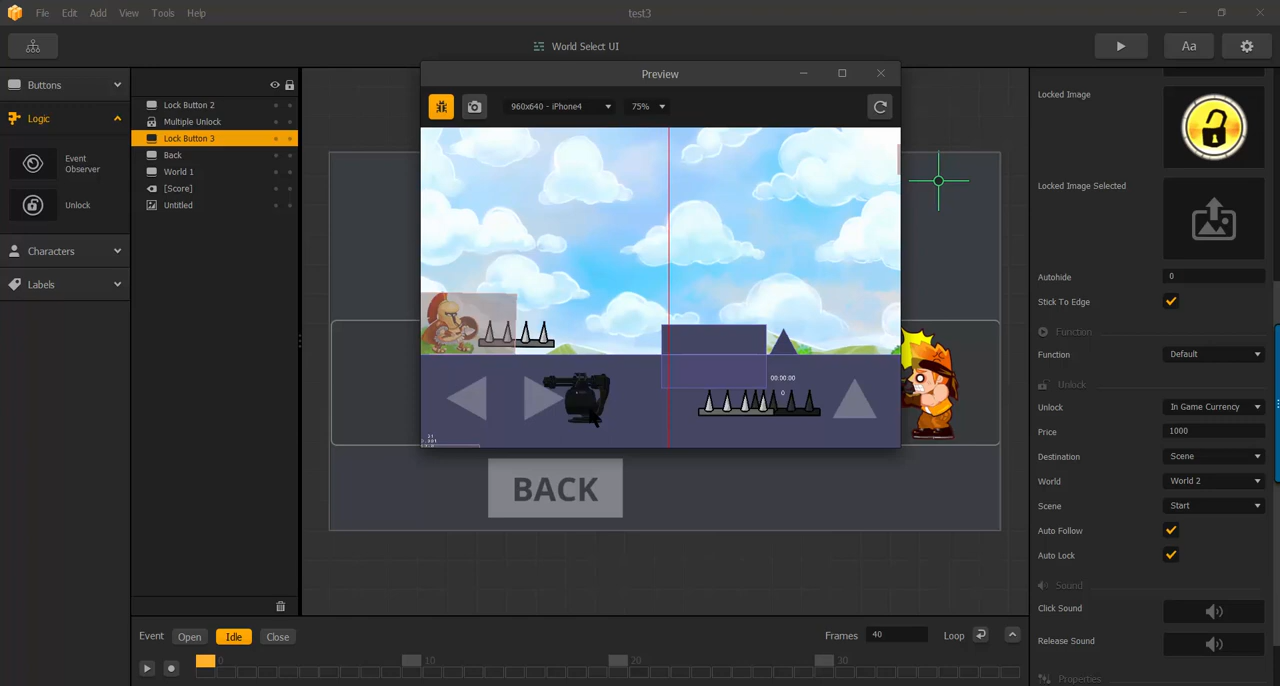 File Edit Add View Tools Help
test3
World Select UI
Aa
Buttons
Logic
Event
Observer
Unlock
Characters
Labels
Lock Button 2
Multiple Unlock
Lock Button 3
Back
World 1
[Score]
Untitled
Preview
960x640 - iPhone4
75%
00:00:00
0
BACK
Locked Image
Locked Image Selected
Autohide 0
Stick To Edge
Function
Function Default
Unlock
Unlock In Game Currency
Price 1000
Destination Scene
World World 2
Scene Start
Auto Follow
Auto Lock
Sound
Click Sound
Release Sound
Properties
Event Open Idle Close
Frames 40 Loop
0 10 20 30